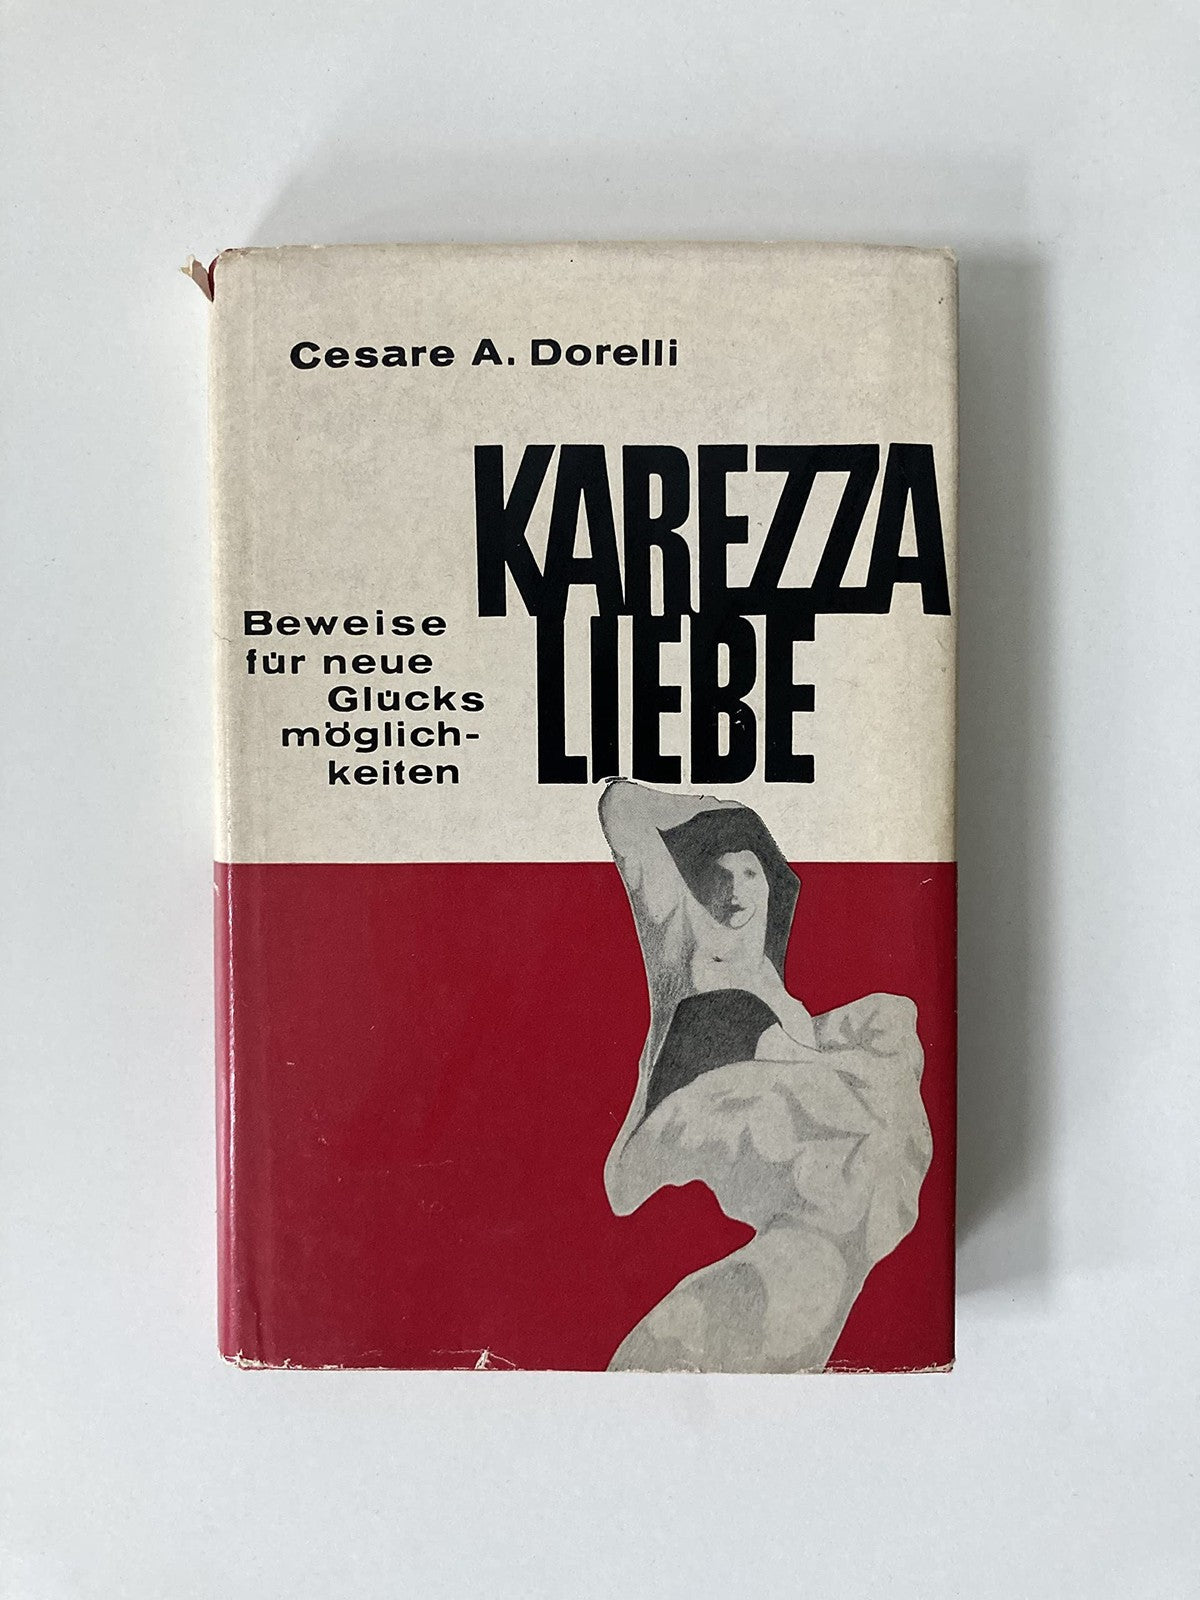 Cesare A. Dorelli
KAREZZA
LIEBE
Beweise
für neue
Glücks
möglich-
keiten